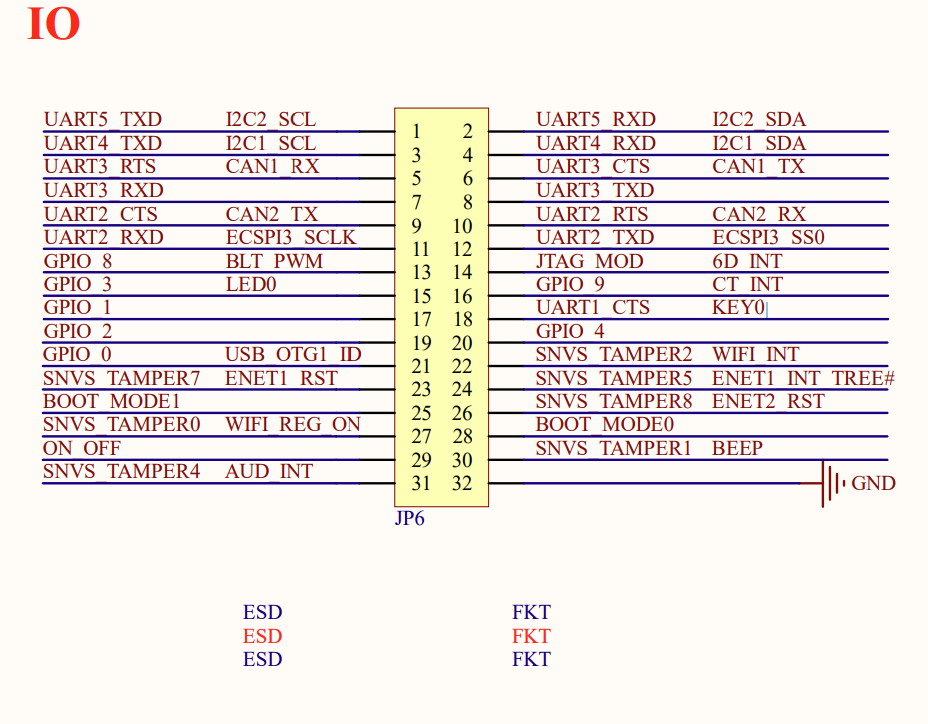 IO
UART5_TXD I2C2_SCL 1 2 UART5_RXD I2C2_SDA
UART4_TXD I2C1_SCL 3 4 UART4_RXD I2C1_SDA
UART3_RTS CAN1_RX 5 6 UART3_CTS CAN1_TX
UART3_RXD 7 8 UART3_TXD
UART2_CTS CAN2_TX 9 10 UART2_RTS CAN2_RX
UART2_RXD ECSPI3_SCLK 11 12 UART2_TXD ECSPI3_SS0
GPIO_8 BLT_PWM 13 14 JTAG_MOD 6D_INT
GPIO_3 LED0 15 16 GPIO_9 CT_INT
GPIO_1 17 18 UART1_CTS KEY0
GPIO_2 19 20 GPIO_4
GPIO_0 USB_OTG1_ID 21 22 SNVS_TAMPER2 WIFI_INT
SNVS_TAMPER7 ENET1_RST 23 24 SNVS_TAMPER5 ENET1_INT_TREE#
BOOT_MODE1 25 26 SNVS_TAMPER8 ENET2_RST
SNVS_TAMPER0 WIFI_REG_ON 27 28 BOOT_MODE0
ON_OFF 29 30 SNVS_TAMPER1 BEEP
SNVS_TAMPER4 AUD_INT 31 32 GND
JP6
ESD FKT
ESD FKT
ESD FKT